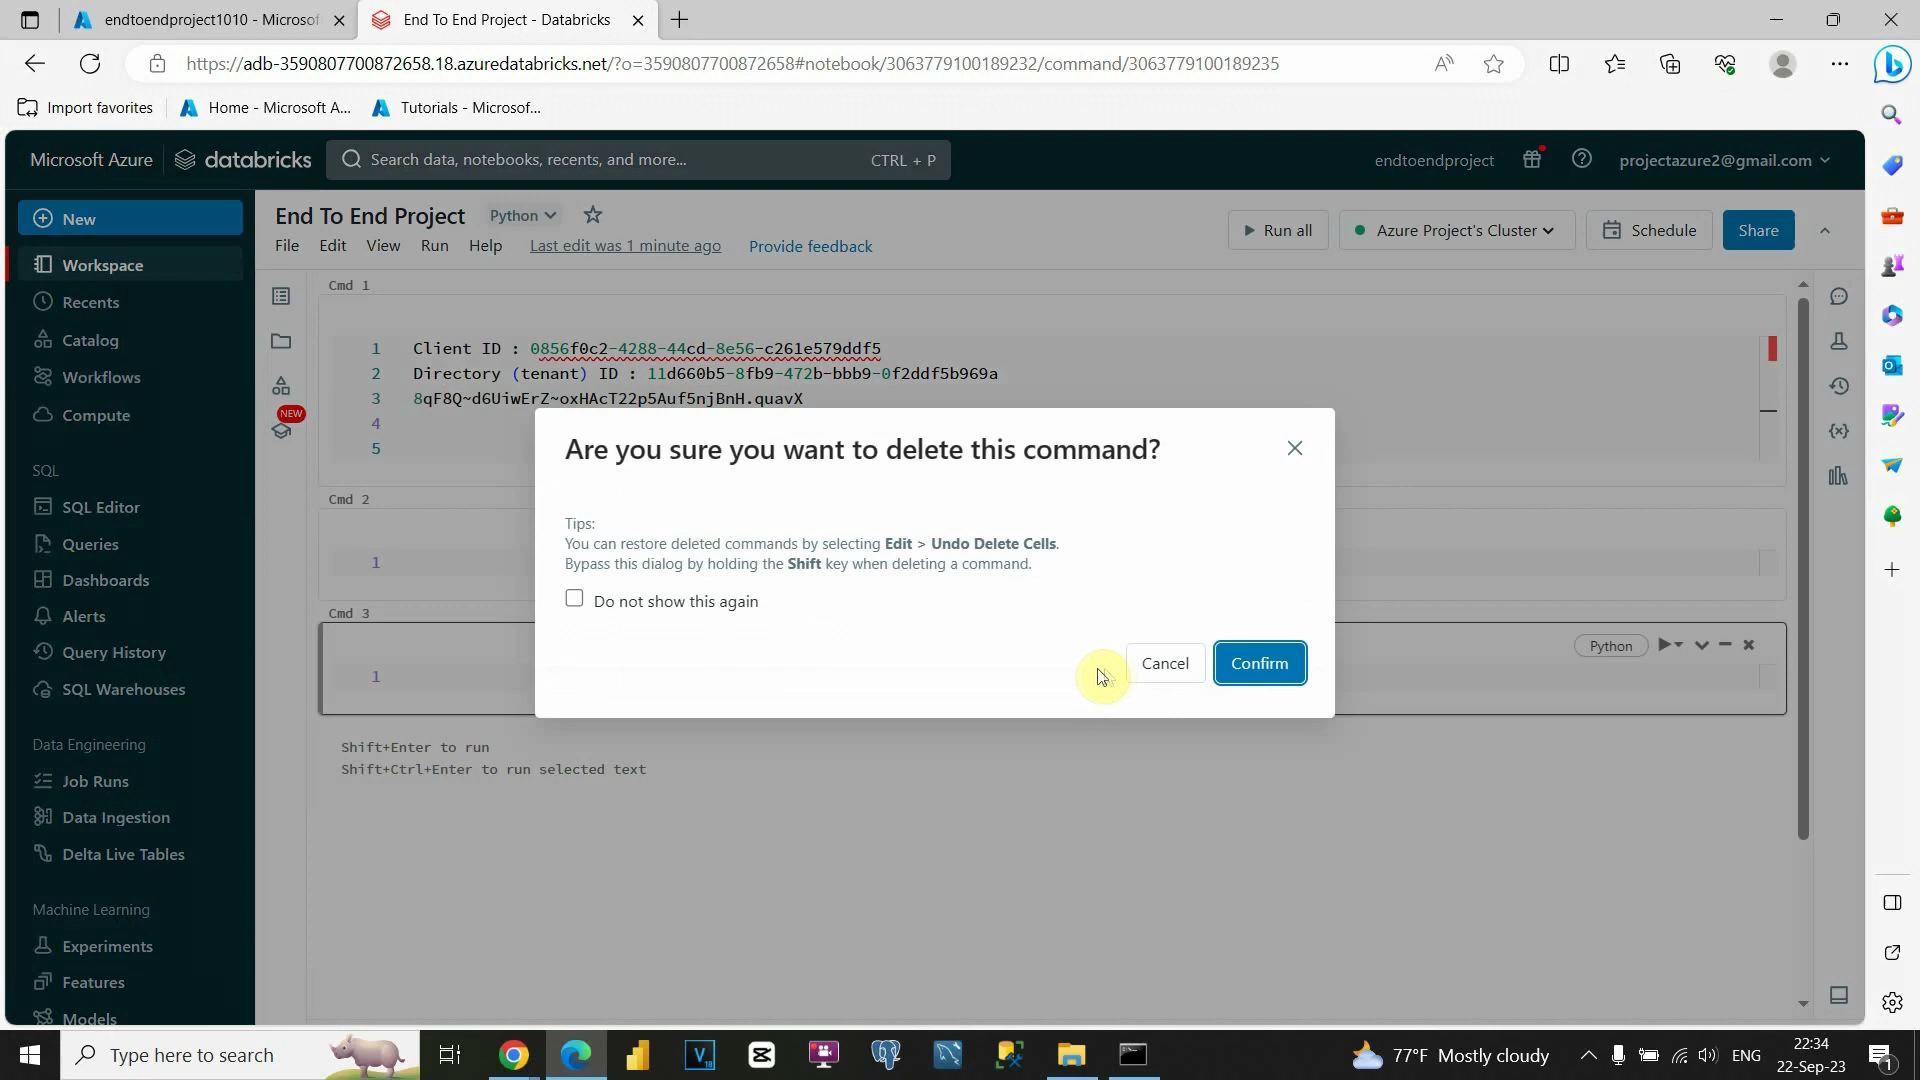 endtoendproject1010 - Microsof
End To End Project - Databricks
https://adb-3590807700872658.18.azuredatabricks.net/?o=3590807700872658#notebook/3063779100189232/command/3063779100189235
Import favorites
Home - Microsoft A...
Tutorials - Microsof...
Microsoft Azure
databricks
Search data, notebooks, recents, and more...
CTRL + P
endtoendproject
projectazure2@gmail.com
New
Workspace
Recents
Catalog
Workflows
Compute
SQL
SQL Editor
Queries
Dashboards
Alerts
Query History
SQL Warehouses
Data Engineering
Job Runs
Data Ingestion
Delta Live Tables
Machine Learning
Experiments
Features
Models
End To End Project
Python
File
Edit
View
Run
Help
Last edit was 1 minute ago
Provide feedback
Run all
Azure Project's Cluster
Schedule
Share
NEW
Cmd 1
1 Client ID : 0856f0c2-4288-44cd-8e56-c261e579ddf5
2 Directory (tenant) ID : 11d660b5-8fb9-472b-bbb9-0f2ddf5b969a
3 8qF8Q~d6UiwErZ~oxHAcT22p5Auf5njBnH.quavX
4
5
Cmd 2
1
Cmd 3
1
Python
Shift+Enter to run
Shift+Ctrl+Enter to run selected text
Are you sure you want to delete this command?
Tips:
You can restore deleted commands by selecting Edit > Undo Delete Cells.
Bypass this dialog by holding the Shift key when deleting a command.
Do not show this again
Cancel
Confirm
Type here to search
77°F Mostly cloudy
ENG
22:34
22-Sep-23
1